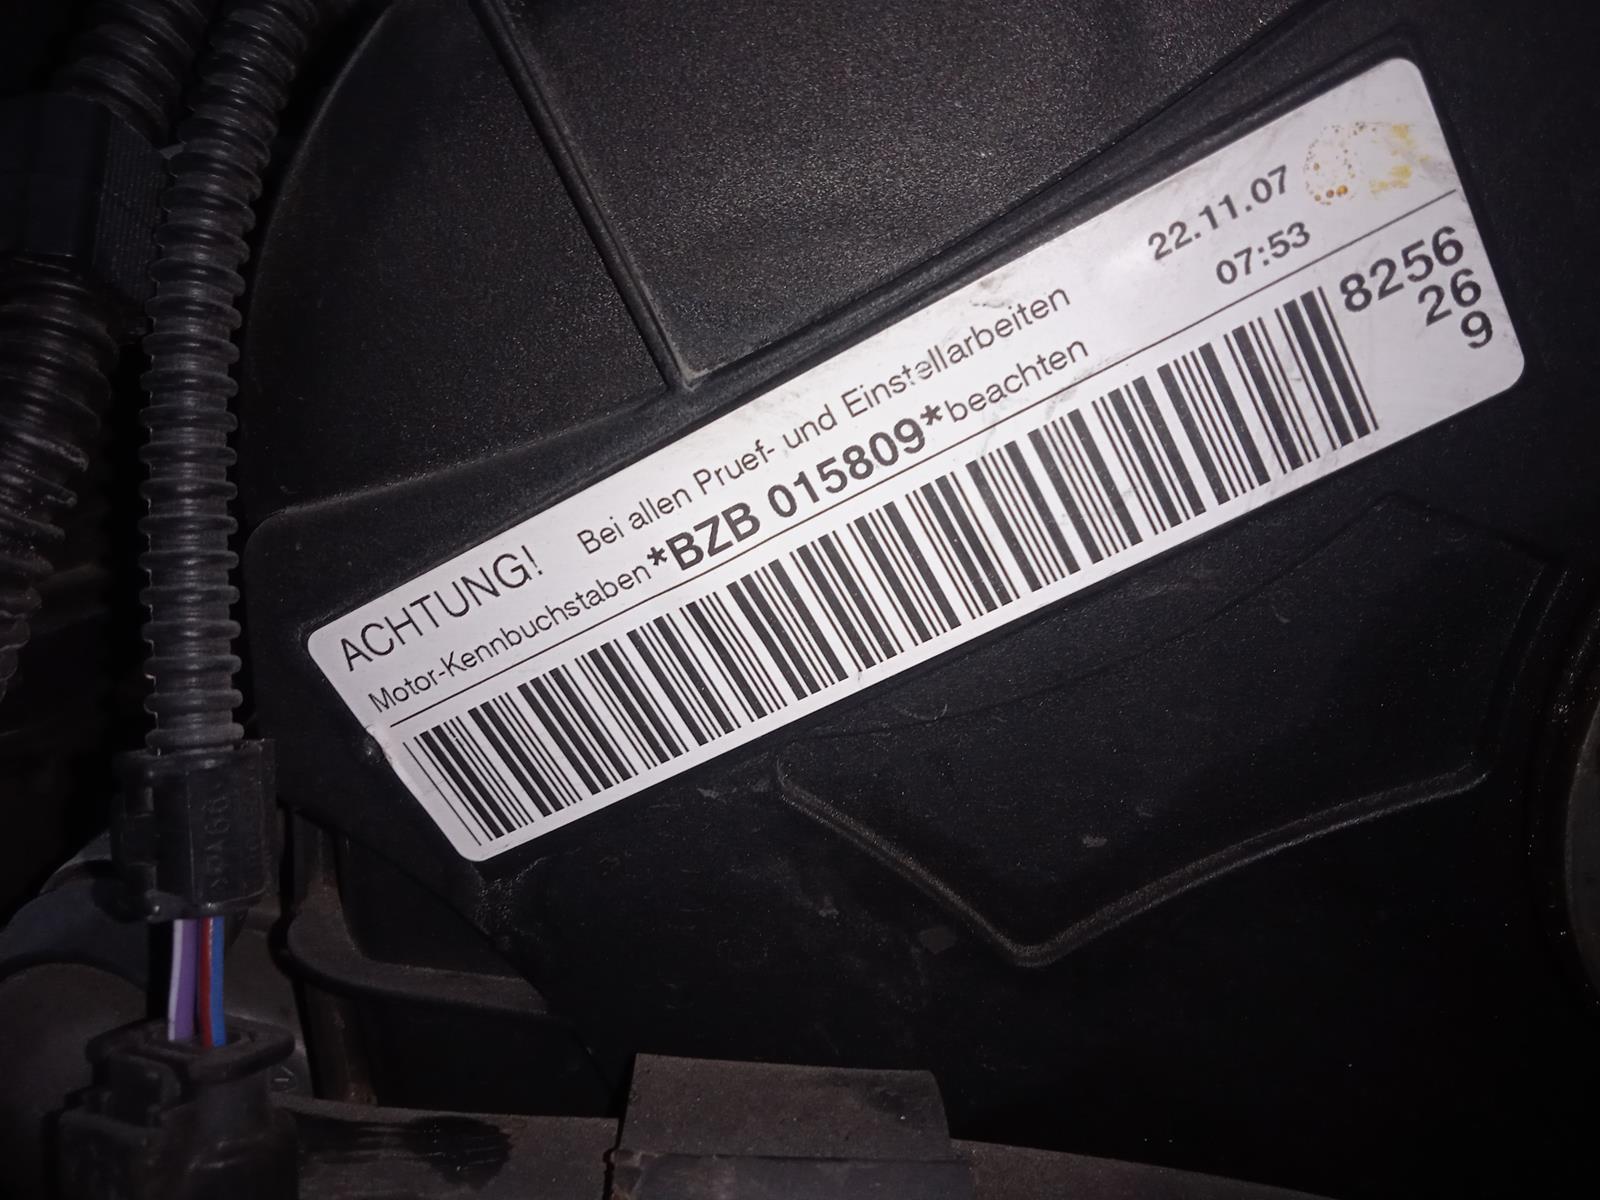 ACHTUNG! Bei allen Pruef- und Einstellarbeiten 22.11.07
Motor-Kennbuchstaben *BZB 015809* beachten 07:53
8256
26
9
>PA66<